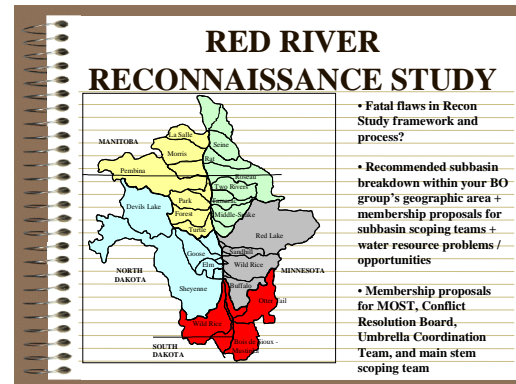 RED RIVER
RECONNAISSANCE STUDY
MANITOBA
La Salle
Morris
Seine
Rat
Pembina
Roseau
Two Rivers
Devils Lake
Park
Forest
Middle-Snake
Turtle
Red Lake
Goose
Sandhill
Elm
Wild Rice
NORTH
DAKOTA
MINNESOTA
Sheyenne
Buffalo
Otter Tail
Wild Rice
SOUTH
DAKOTA
• Fatal flaws in Recon
Study framework and
process?
• Recommended subbasin
breakdown within your BO
group's geographic area +
membership proposals for
subbasin scoping teams +
water resource problems /
opportunities
• Membership proposals
for MOST, Conflict
Resolution Board,
Umbrella Coordination
Team, and main stem
scoping team